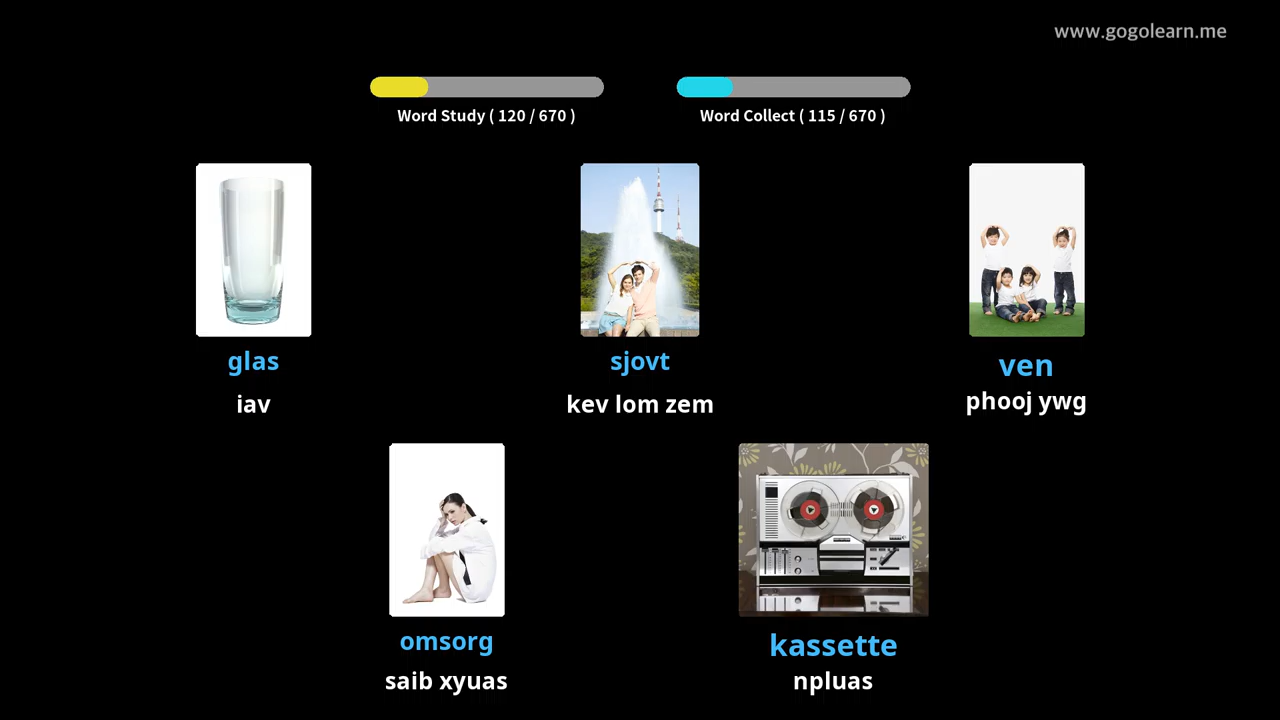 www.gogolearn.me
Word Study ( 120 / 670 )
Word Collect ( 115 / 670 )
glas
iav
sjovt
kev lom zem
ven
phooj ywg
omsorg
saib xyuas
kassette
npluas